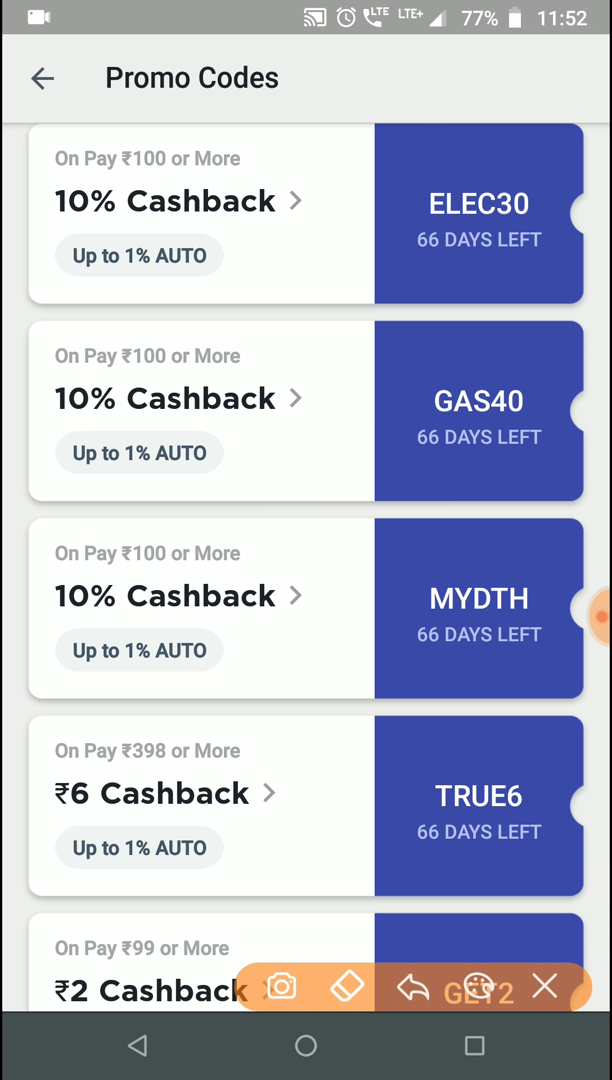 LTE LTE+ 77% 11:52
Promo Codes
On Pay ₹100 or More
10% Cashback
Up to 1% AUTO
ELEC30
66 DAYS LEFT
On Pay ₹100 or More
10% Cashback
Up to 1% AUTO
GAS40
66 DAYS LEFT
On Pay ₹100 or More
10% Cashback
Up to 1% AUTO
MYDTH
66 DAYS LEFT
On Pay ₹398 or More
₹6 Cashback
Up to 1% AUTO
TRUE6
66 DAYS LEFT
On Pay ₹99 or More
₹2 Cashback
GET2